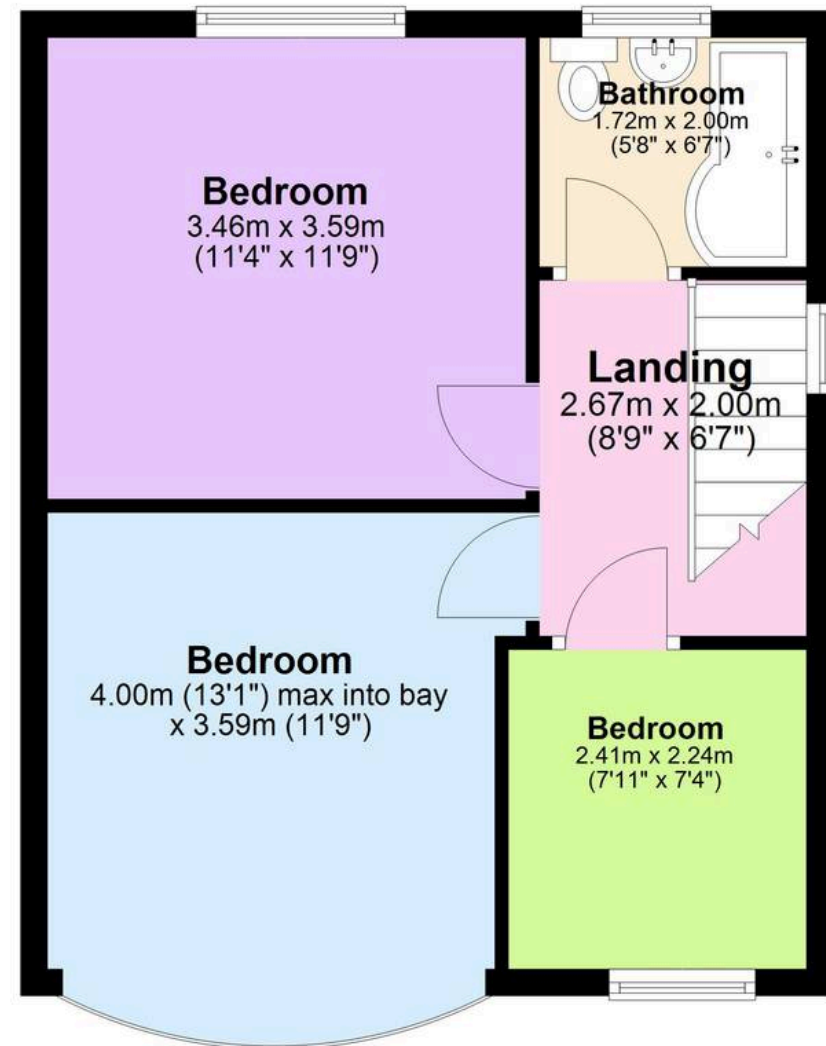 Bedroom
3.46m x 3.59m
(11'4" x 11'9")
Bathroom
1.72m x 2.00m
(5'8" x 6'7")
Landing
2.67m x 2.00m
(8'9" x 6'7")
Bedroom
4.00m (13'1") max into bay
x 3.59m (11'9")
Bedroom
2.41m x 2.24m
(7'11" x 7'4")